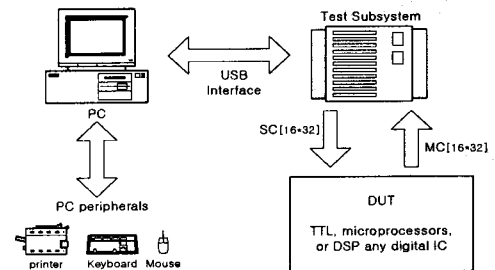 Test Subsystem
USB
Interface
PC
SC[16*32]
MC[16*32]
PC peripherals
DUT
TTL, microprocessors,
or DSP any digital IC
printer Keyboard Mouse